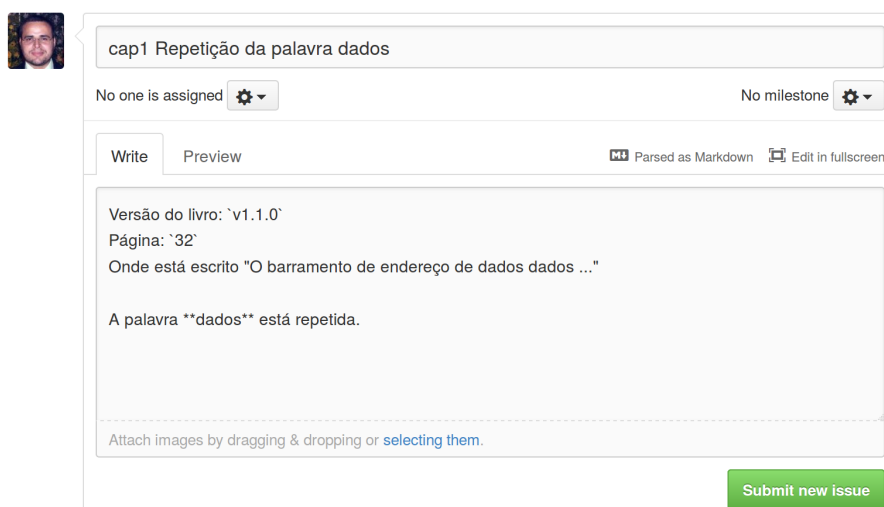 cap1 Repetição da palavra dados
No one is assigned
No milestone
Write Preview
Parsed as Markdown Edit in fullscreen
Versão do livro: `v1.1.0`
Página: `32`
Onde está escrito "O barramento de endereço de dados dados ..."
A palavra **dados** está repetida.
Attach images by dragging & dropping or selecting them.
Submit new issue